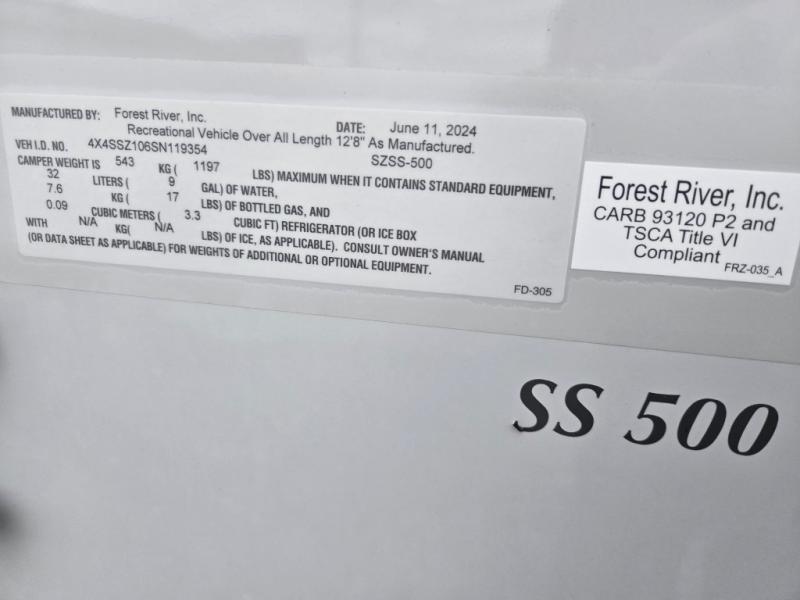 MANUFACTURED BY: Forest River, Inc. DATE: June 11, 2024
Recreational Vehicle Over All Length 12'8" As Manufactured.
VEH I.D. NO. 4X4SSZ106SN119354 SZSS-500
CAMPER WEIGHT IS 543 KG ( 1197 LBS) MAXIMUM WHEN IT CONTAINS STANDARD EQUIPMENT,
32 LITERS ( 9 GAL) OF WATER,
7.6 KG ( 17 LBS) OF BOTTLED GAS, AND
0.09 CUBIC METERS ( 3.3 CUBIC FT) REFRIGERATOR (OR ICE BOX
WITH N/A KG( N/A LBS) OF ICE, AS APPLICABLE). CONSULT OWNER'S MANUAL
(OR DATA SHEET AS APPLICABLE) FOR WEIGHTS OF ADDITIONAL OR OPTIONAL EQUIPMENT.
FD-305
Forest River, Inc.
CARB 93120 P2 and
TSCA Title VI
Compliant
FRZ-035_A
SS 500